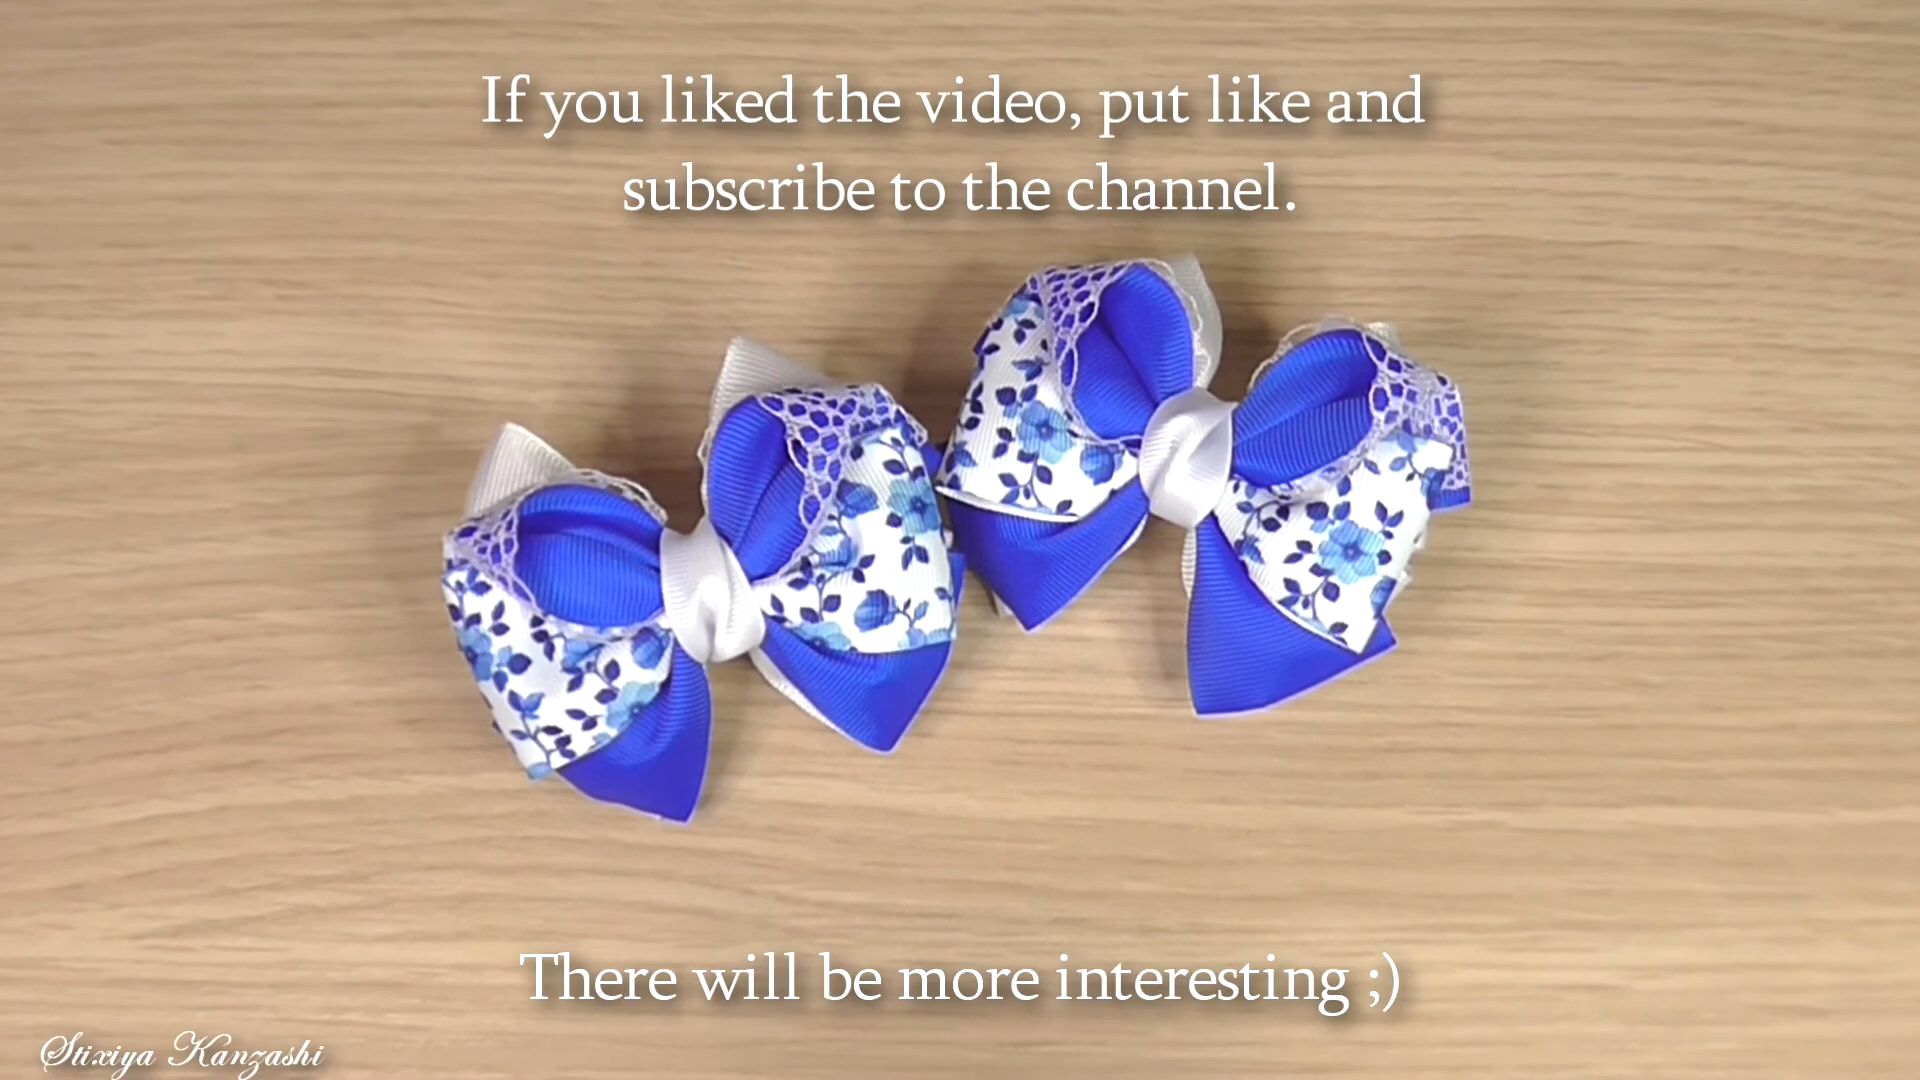 If you liked the video, put like and
subscribe to the channel.
There will be more interesting ;)
Stixiya Kanzashi